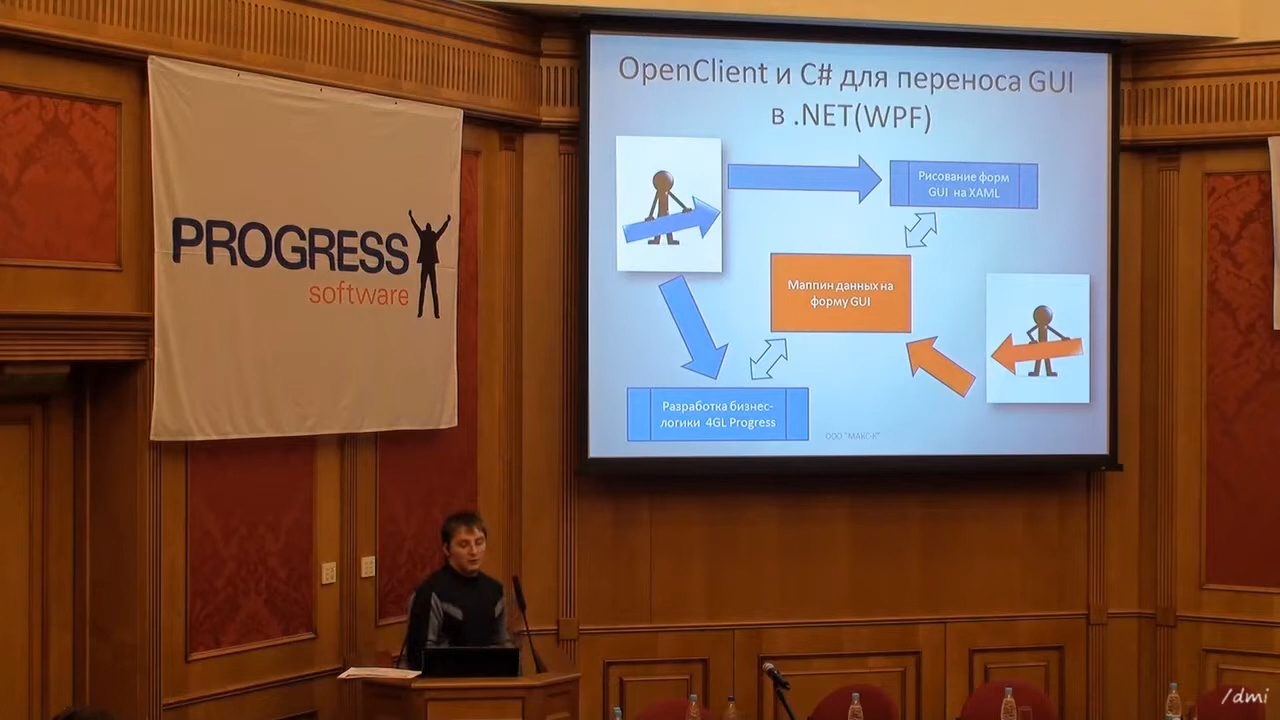 PROGRESS
software
OpenClient и C# для переноса GUI
в .NET(WPF)
Рисование форм
GUI на XAML
Маппин данных на
форму GUI
Разработка бизнес-
логики 4GL Progress
ООО "МАКС-К"
/dmi